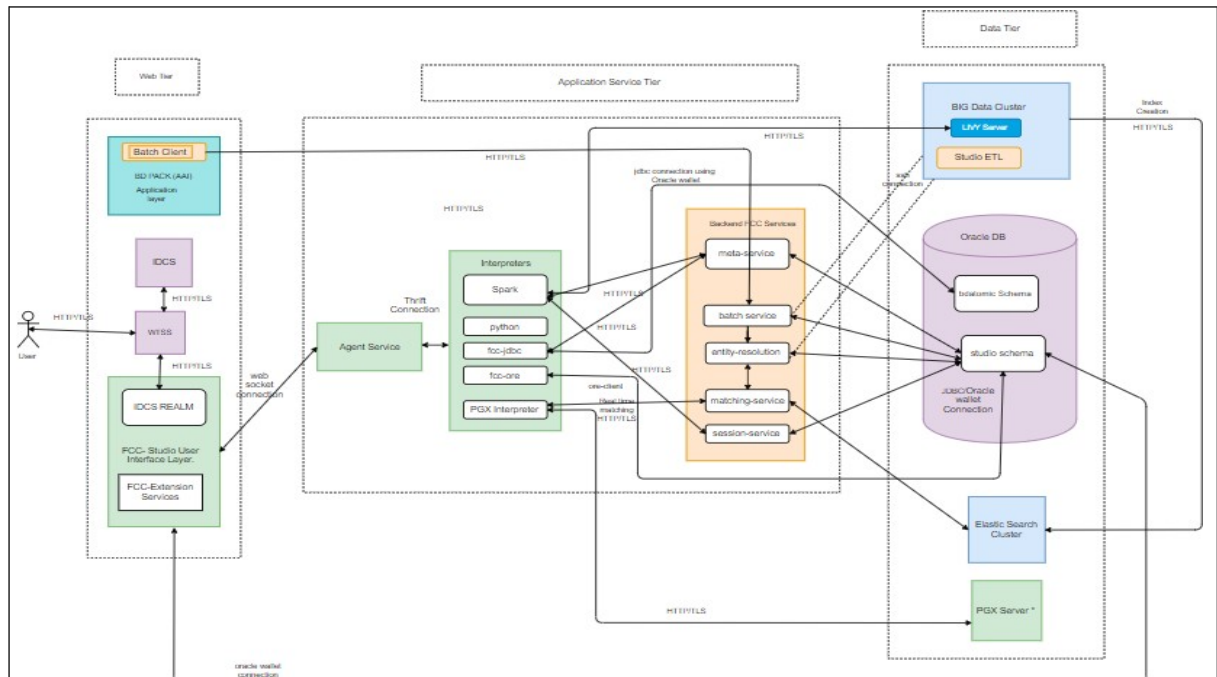 Data Tier
Web Tier
Application Service Tier
BIG Data Cluster
LIVY Server
Studio ETL
Index
Creation
HTTP/TLS
HTTP/TLS
Batch Client
BD PACK (AAI)
Application
layer
HTTP/TLS
jdbc connection using
Oracle wallet
ssh
connection
HTTP/TLS
Backend FCC Services
Oracle DB
IDCS
Interpreters
meta-service
HTTP/TLS
Spark
HTTP/TLS
bdatomic Schema
Thrift
Connection
User
HTTP/TLS
WTSS
python
HTTP/TLS
batch service
Agent Service
fcc-jdbc
entity-resolution
studio schema
HTTP/TLS
web
socket
connection
fcc-ore
HTTP/TLS
ore-client
JDBC/Oracle
wallet
Connection
IDCS REALM
PGX Interpreter
Real time
matching
HTTP/TLS
matching-service
session-service
FCC- Studio User
Interface Layer.
FCC-Extension
Services
Elastic Search
Cluster
HTTP/TLS
PGX Server *
oracle wallet
connection